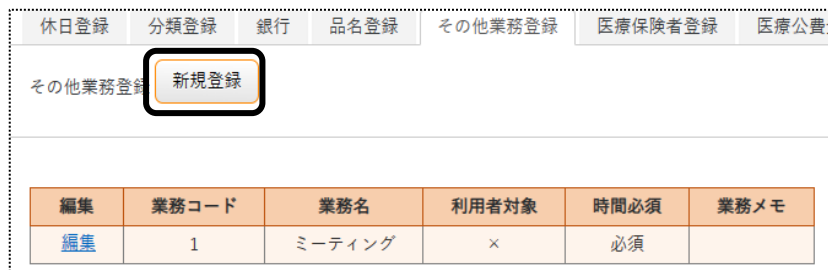 休日登録 分類登録 銀行 品名登録 その他業務登録 医療保険者登録 医療公費
その他業務登録 新規登録
編集 業務コード 業務名 利用者対象 時間必須 業務メモ
編集 1 ミーティング × 必須